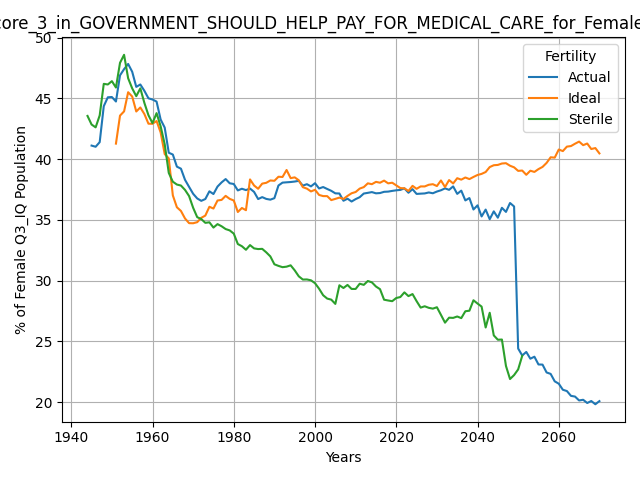 core_3_in_GOVERNMENT_SHOULD_HELP_PAY_FOR_MEDICAL_CARE_for_Female
% of Female Q3_IQ Population
50
45
40
35
30
25
20
Fertility
Actual
Ideal
Sterile
1940 1960 1980 2000 2020 2040 2060
Years